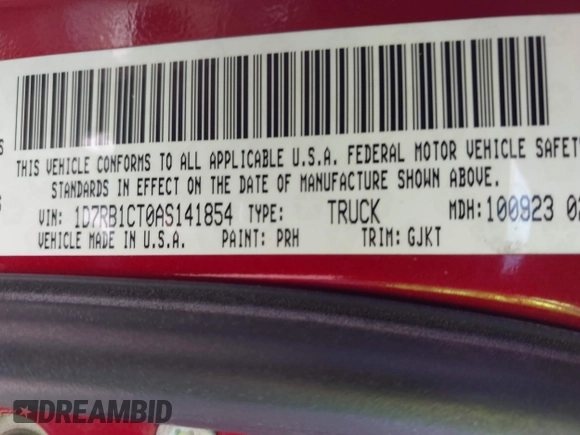 THIS VEHICLE CONFORMS TO ALL APPLICABLE U.S.A. FEDERAL MOTOR VEHICLE SAFETY
STANDARDS IN EFFECT ON THE DATE OF MANUFACTURE SHOWN ABOVE.
VIN: 1D7RB1CT0AS141854 TYPE: TRUCK MDH: 100923
VEHICLE MADE IN U.S.A. PAINT: PRH TRIM: GJKT
DREAMBID